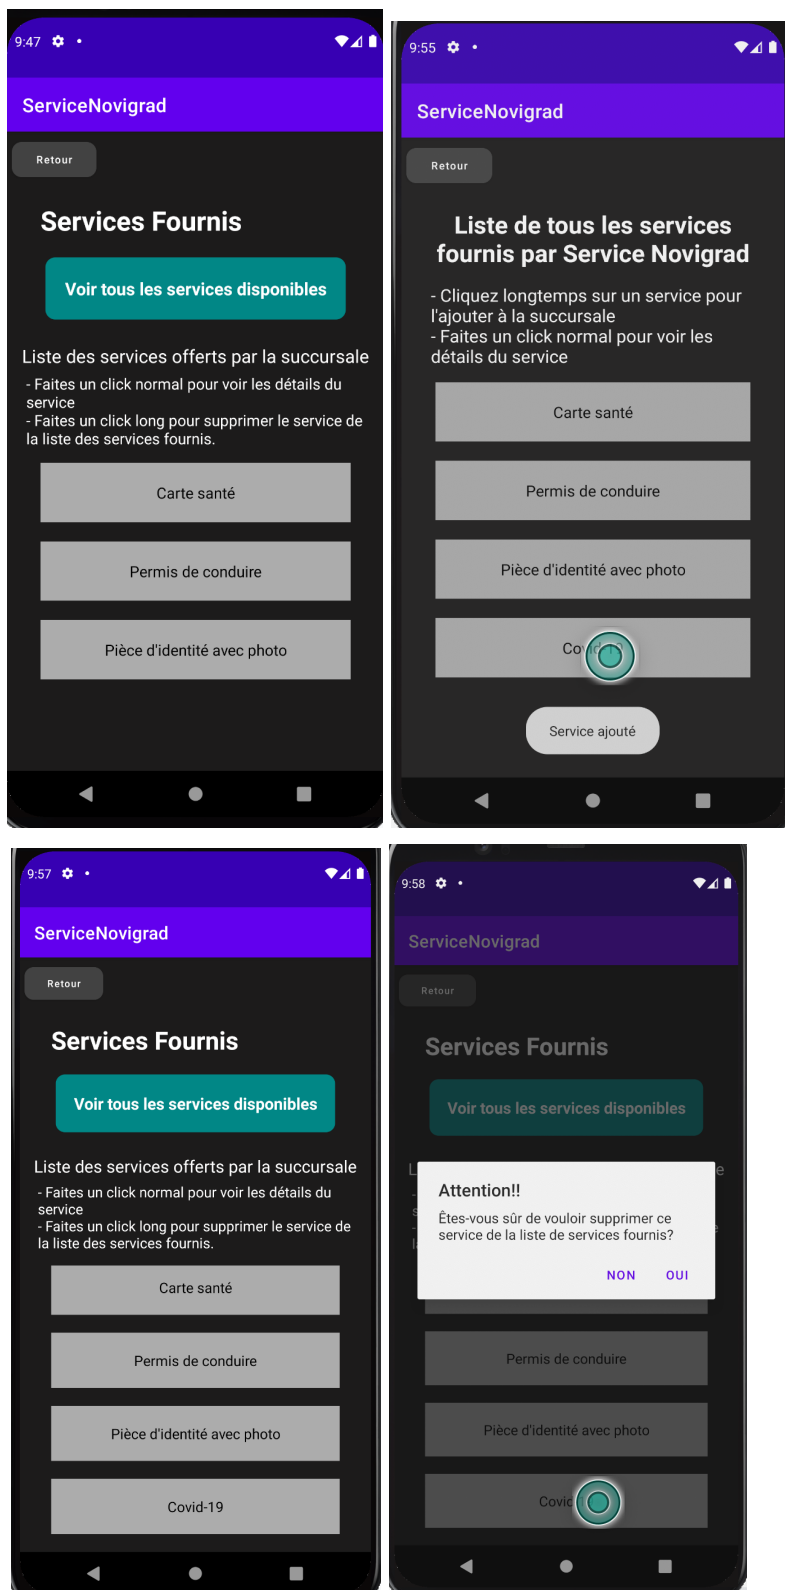 9:47
ServiceNovigrad
Retour
Services Fournis
Voir tous les services disponibles
Liste des services offerts par la succursale
- Faites un click normal pour voir les détails du
service
- Faites un click long pour supprimer le service de
la liste des services fournis.
Carte santé
Permis de conduire
Pièce d'identité avec photo
9:55
ServiceNovigrad
Retour
Liste de tous les services
fournis par Service Novigrad
- Cliquez longtemps sur un service pour
l'ajouter à la succursale
- Faites un click normal pour voir les
détails du service
Carte santé
Permis de conduire
Pièce d'identité avec photo
Covid-19
Service ajouté
9:57
ServiceNovigrad
Retour
Services Fournis
Voir tous les services disponibles
Liste des services offerts par la succursale
- Faites un click normal pour voir les détails du
service
- Faites un click long pour supprimer le service de
la liste des services fournis.
Carte santé
Permis de conduire
Pièce d'identité avec photo
Covid-19
9:58
ServiceNovigrad
Retour
Services Fournis
Voir tous les services disponibles
Attention!!
Êtes-vous sûr de vouloir supprimer ce
service de la liste de services fournis?
NON OUI
Permis de conduire
Pièce d'identité avec photo